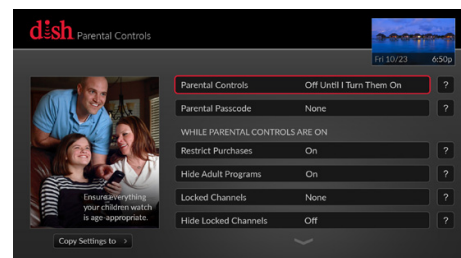 dish Parental Controls
Fri 10/23 6:50p
Parental Controls Off Until I Turn Them On ?
Parental Passcode None ?
WHILE PARENTAL CONTROLS ARE ON
Restrict Purchases On ?
Hide Adult Programs On ?
Locked Channels None ?
Hide Locked Channels Off ?
Ensure everything
your children watch
is age-appropriate.
Copy Settings to >